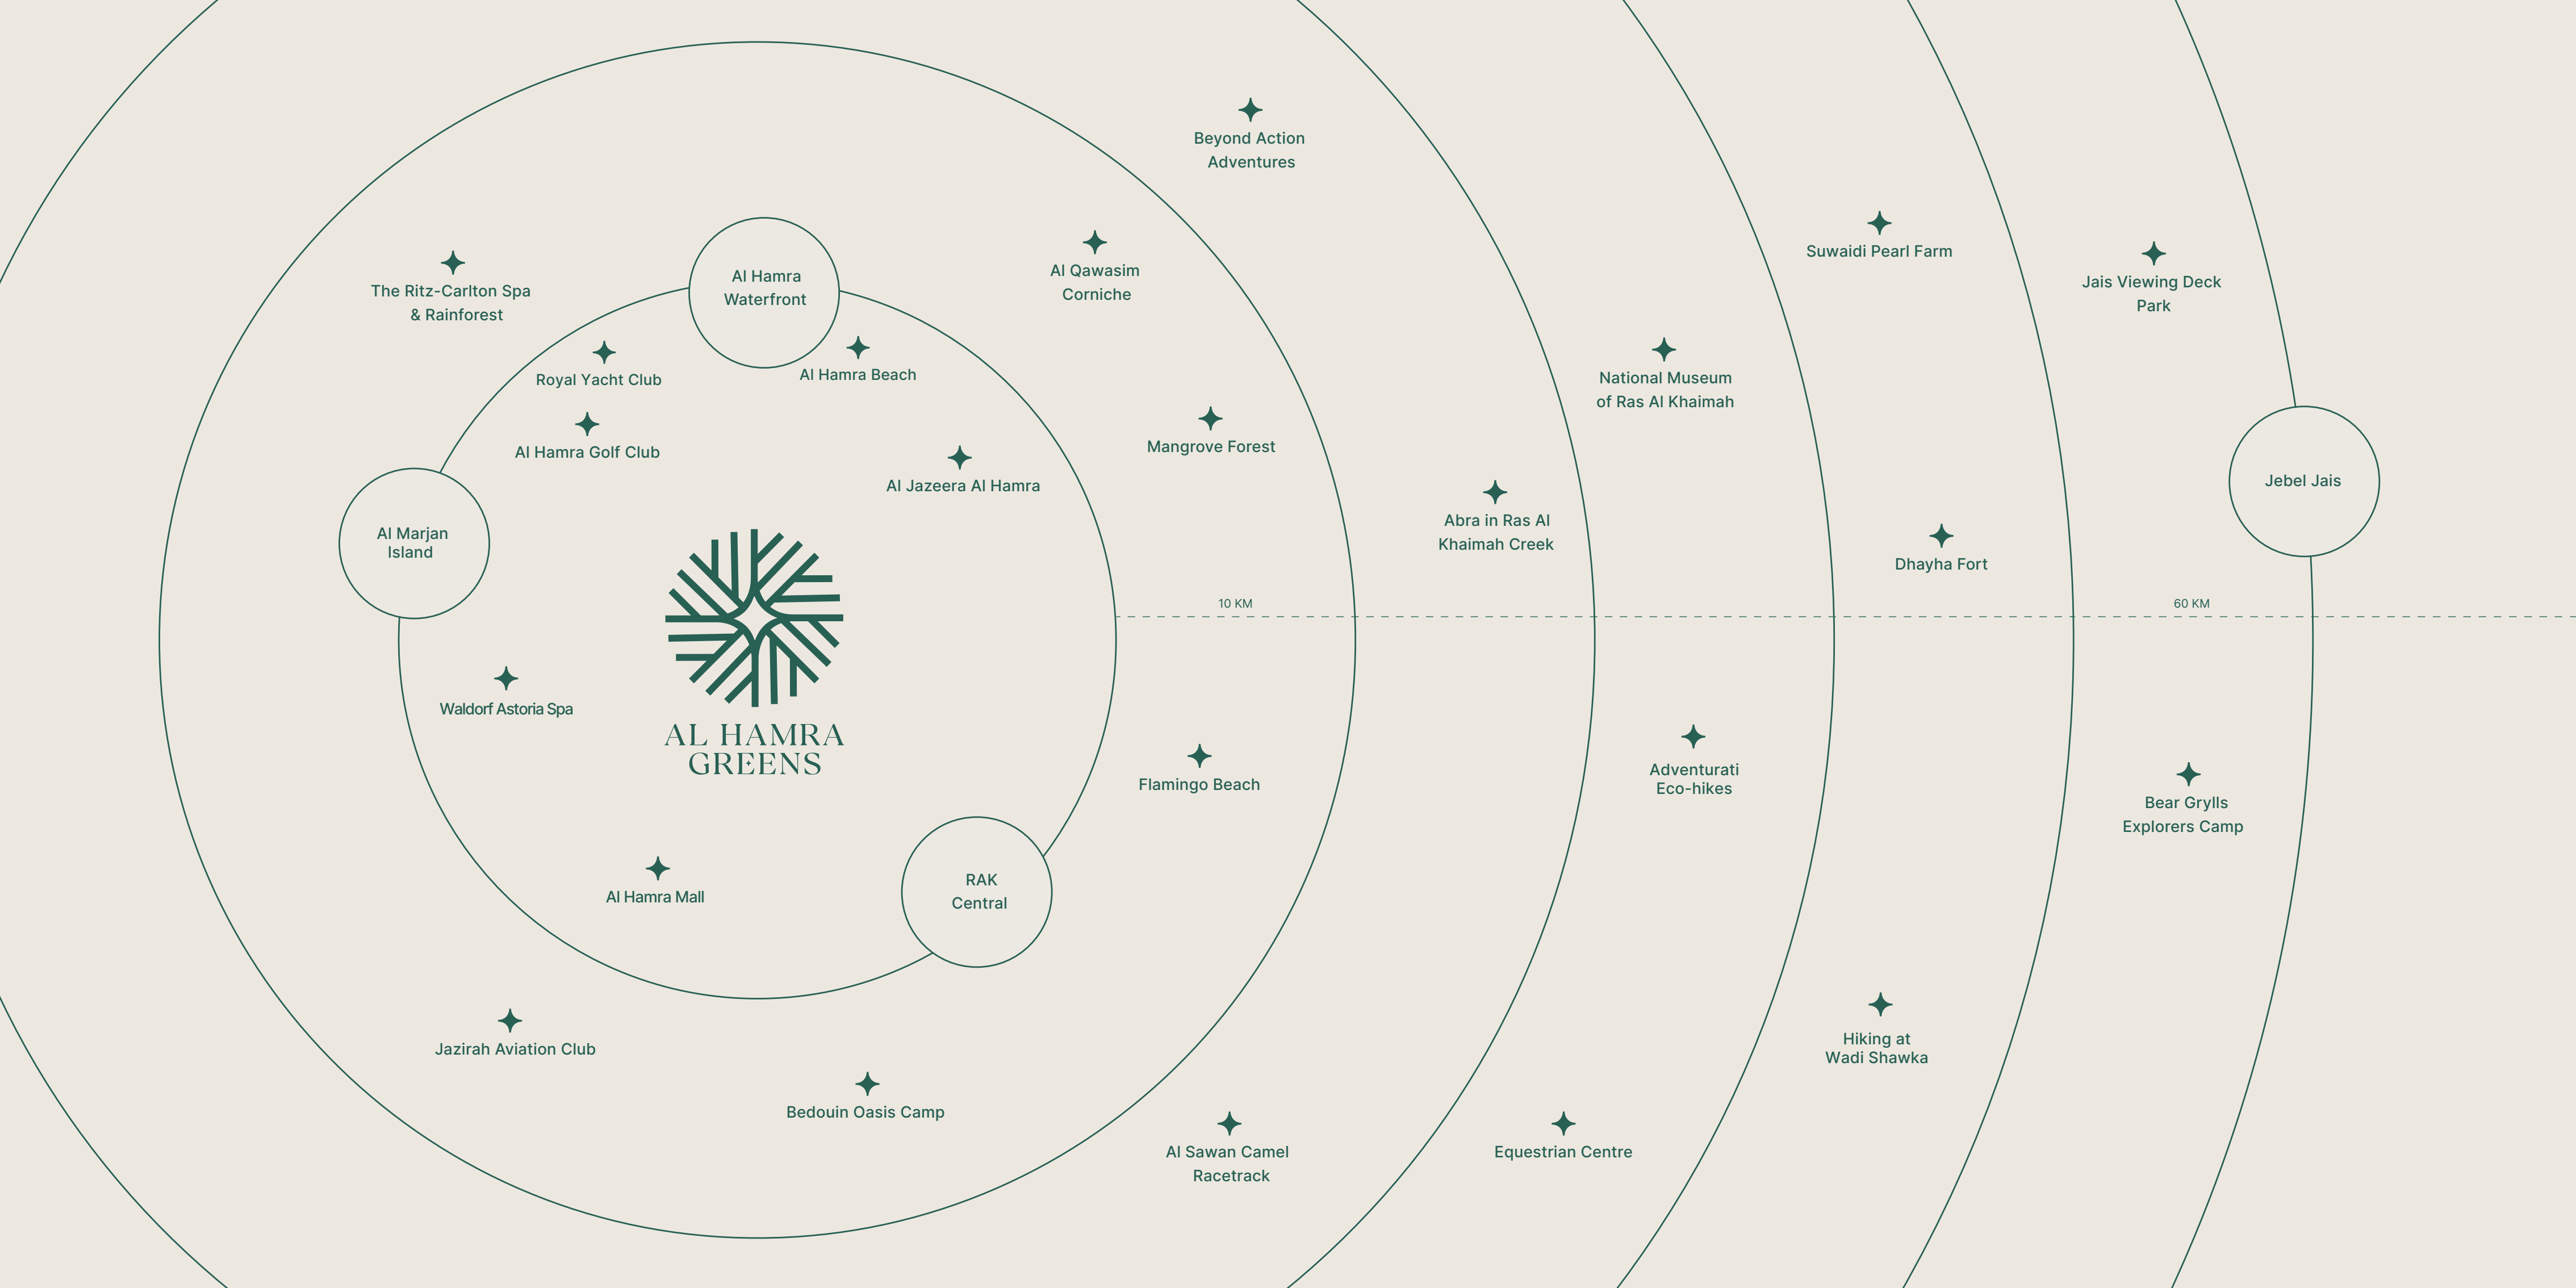 Beyond Action
Adventures
Suwaidi Pearl Farm
Jais Viewing Deck
Park
The Ritz-Carlton Spa
& Rainforest
Al Hamra
Waterfront
Al Qawasim
Corniche
Royal Yacht Club
Al Hamra Beach
National Museum
of Ras Al Khaimah
Al Hamra Golf Club
Mangrove Forest
Al Jazeera Al Hamra
Jebel Jais
Al Marjan
Island
Abra in Ras Al
Khaimah Creek
Dhayha Fort
10 KM
60 KM
Waldorf Astoria Spa
AL HAMRA
GREENS
Flamingo Beach
Adventurati
Eco-hikes
Bear Grylls
Explorers Camp
Al Hamra Mall
RAK
Central
Jazirah Aviation Club
Hiking at
Wadi Shawka
Bedouin Oasis Camp
Al Sawan Camel
Racetrack
Equestrian Centre